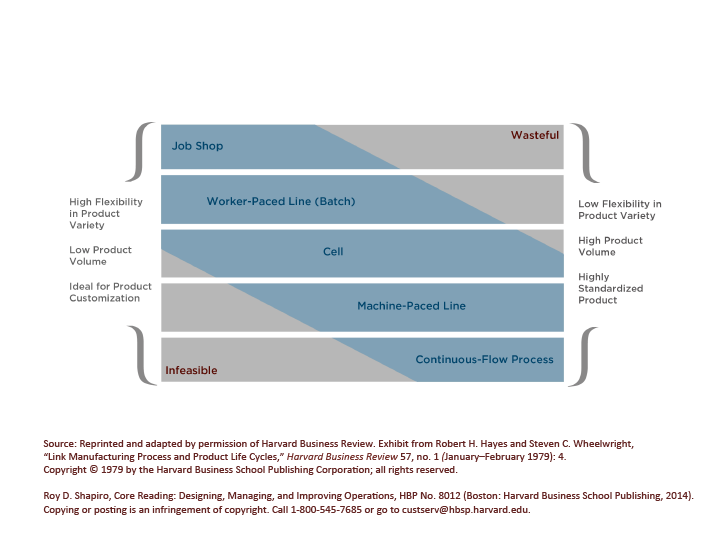 Wasteful
Job Shop
Worker-Paced Line (Batch)
Cell
Machine-Paced Line
Continuous-Flow Process
Infeasible
High Flexibility
in Product
Variety
Low Product
Volume
Ideal for Product
Customization
Low Flexibility in
Product Variety
High Product
Volume
Highly
Standardized
Product
Source: Reprinted and adapted by permission of Harvard Business Review. Exhibit from Robert H. Hayes and Steven C. Wheelwright,
“Link Manufacturing Process and Product Life Cycles,” Harvard Business Review 57, no. 1 (January–February 1979): 4.
Copyright © 1979 by the Harvard Business School Publishing Corporation; all rights reserved.
Roy D. Shapiro, Core Reading: Designing, Managing, and Improving Operations, HBP No. 8012 (Boston: Harvard Business School Publishing, 2014).
Copying or posting is an infringement of copyright. Call 1-800-545-7685 or go to custserv@hbsp.harvard.edu.